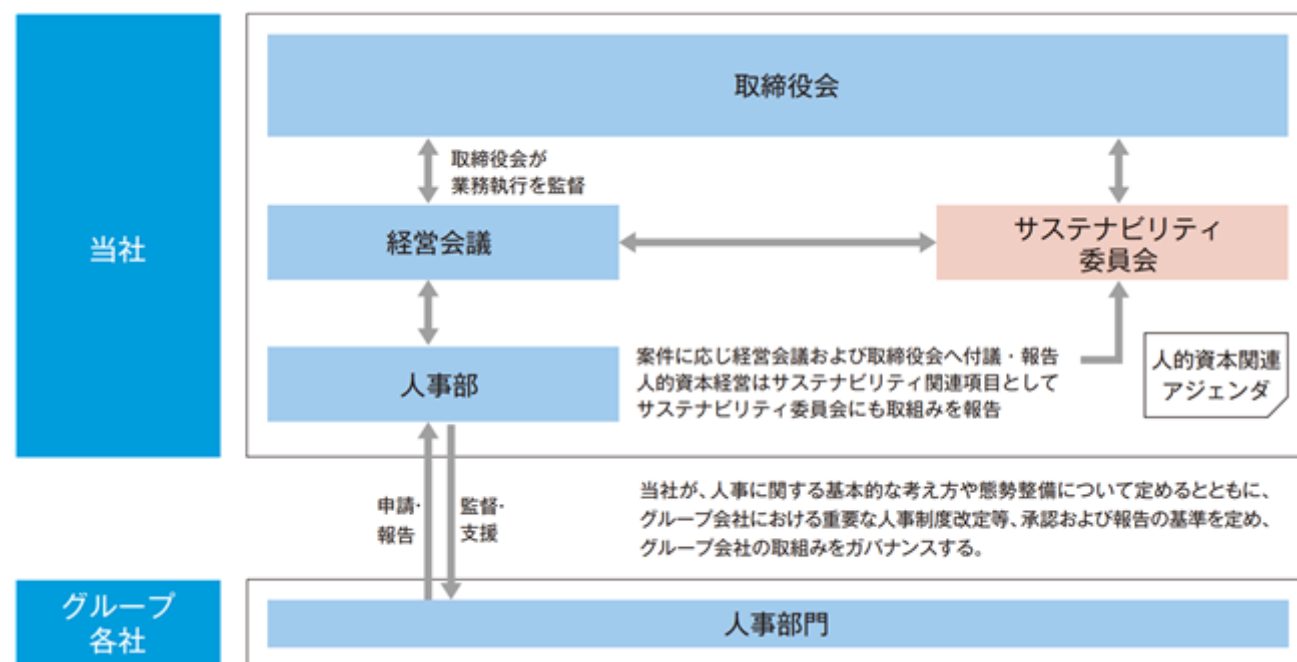 当社
取締役会
取締役会が
業務執行を監督
経営会議
サステナビリティ
委員会
人事部
案件に応じ経営会議および取締役会へ付議・報告
人的資本経営はサステナビリティ関連項目として
サステナビリティ委員会にも取組みを報告
人的資本関連
アジェンダ
申請・
報告
監督・
支援
当社が、人事に関する基本的な考え方や態勢整備について定めるとともに、
グループ会社における重要な人事制度改定等、承認および報告の基準を定め、
グループ会社の取組みをガバナンスする。
グループ
各社
人事部門